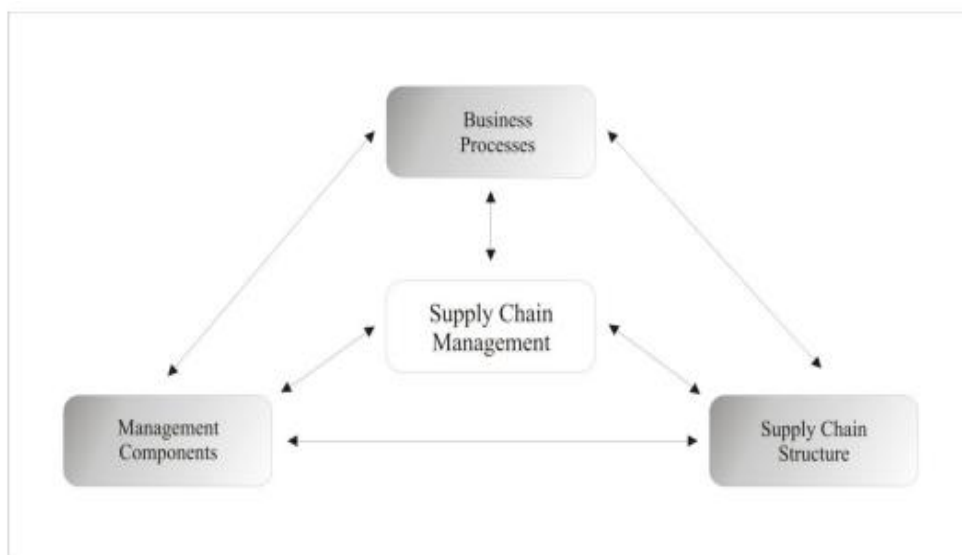 Business
Processes
Supply Chain
Management
Management
Components
Supply Chain
Structure